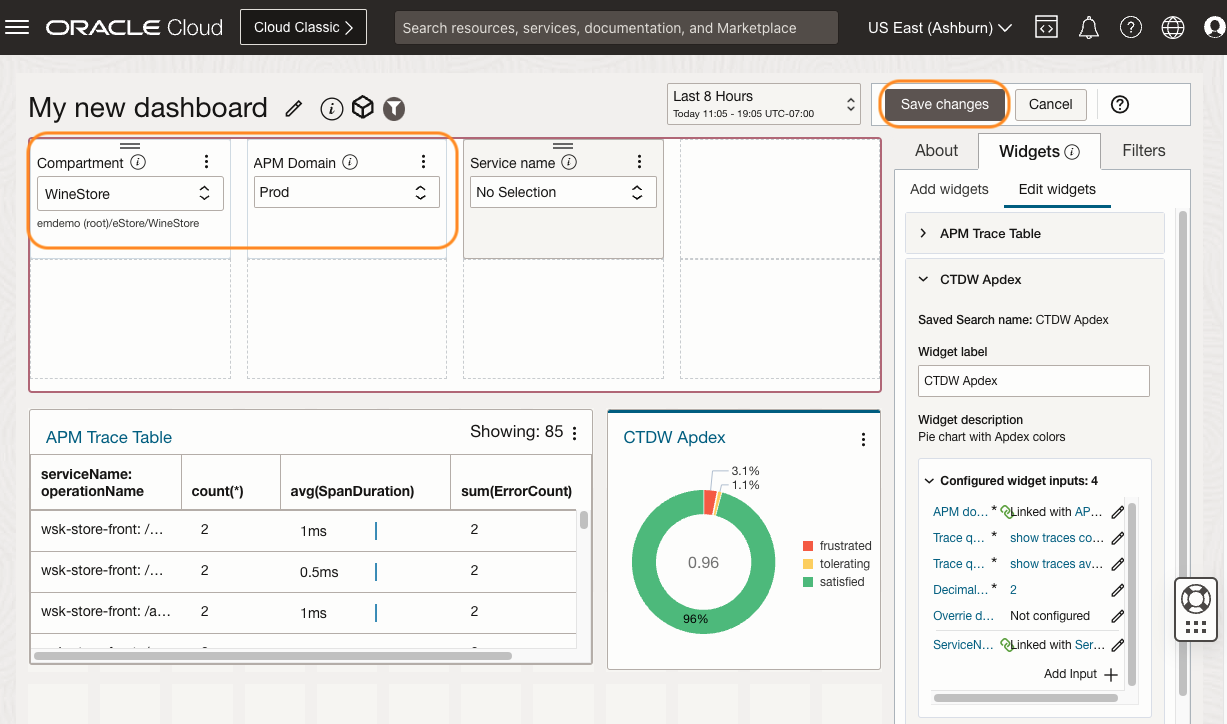 ORACLE Cloud
Cloud Classic
Search resources, services, documentation, and Marketplace
US East (Ashburn)
My new dashboard
Last 8 Hours
Today 11:05 - 19:05 UTC-07:00
Save changes
Cancel
Compartment
WineStore
emdemo (root)/eStore/WineStore
APM Domain
Prod
Service name
No Selection
About
Widgets
Filters
Add widgets
Edit widgets
APM Trace Table
CTDW Apdex
Saved Search name: CTDW Apdex
Widget label
CTDW Apdex
Widget description
Pie chart with Apdex colors
Configured widget inputs: 4
APM do... * Linked with AP...
Trace q... * show traces co...
Trace q... * show traces av...
Decimal... * 2
Overrie d... Not configured
ServiceN... Linked with Ser...
Add Input
APM Trace Table
Showing: 85
serviceName:
operationName
count(*)
avg(SpanDuration)
sum(ErrorCount)
wsk-store-front: /... 2 1ms 2
wsk-store-front: /... 2 0.5ms 2
wsk-store-front: /a... 2 1ms 2
CTDW Apdex
3.1%
1.1%
0.96
96%
frustrated
tolerating
satisfied